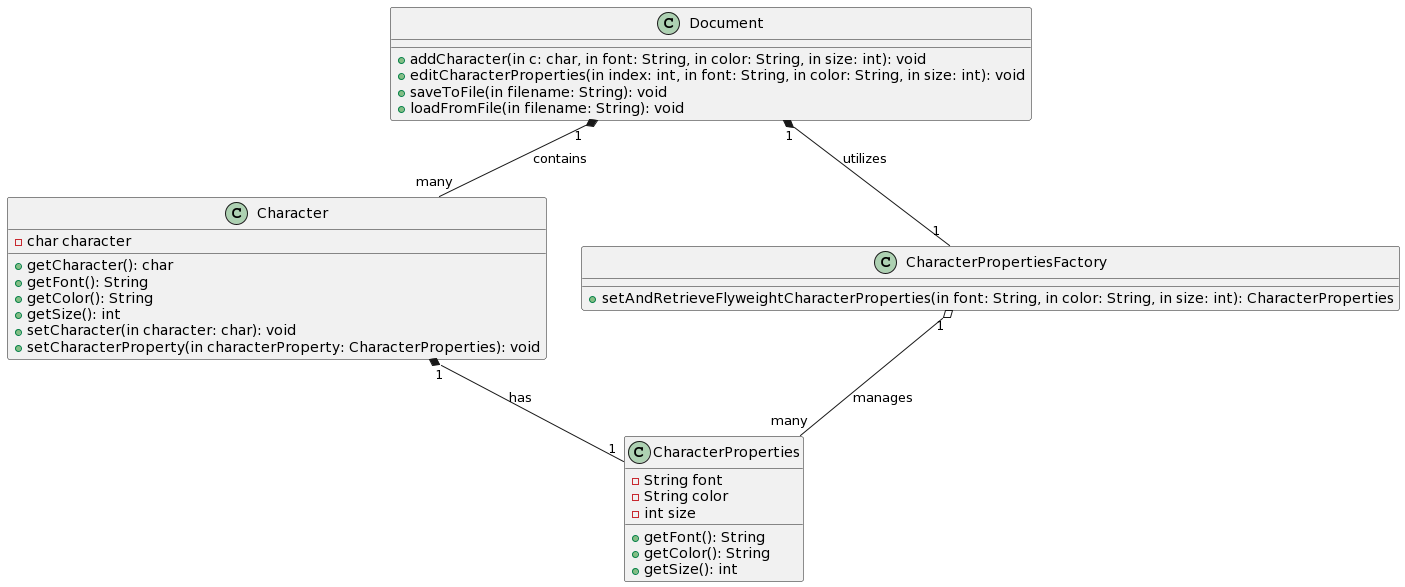 C Document
addCharacter(in c: char, in font: String, in color: String, in size: int): void
editCharacterProperties(in index: int, in font: String, in color: String, in size: int): void
saveToFile(in filename: String): void
loadFromFile(in filename: String): void
1
1
contains
utilizes
many
1
C Character
char character
getCharacter(): char
getFont(): String
getColor(): String
getSize(): int
setCharacter(in character: char): void
setCharacterProperty(in characterProperty: CharacterProperties): void
C CharacterPropertiesFactory
setAndRetrieveFlyweightCharacterProperties(in font: String, in color: String, in size: int): CharacterProperties
1
1
has
manages
1
many
C CharacterProperties
String font
String color
int size
getFont(): String
getColor(): String
getSize(): int